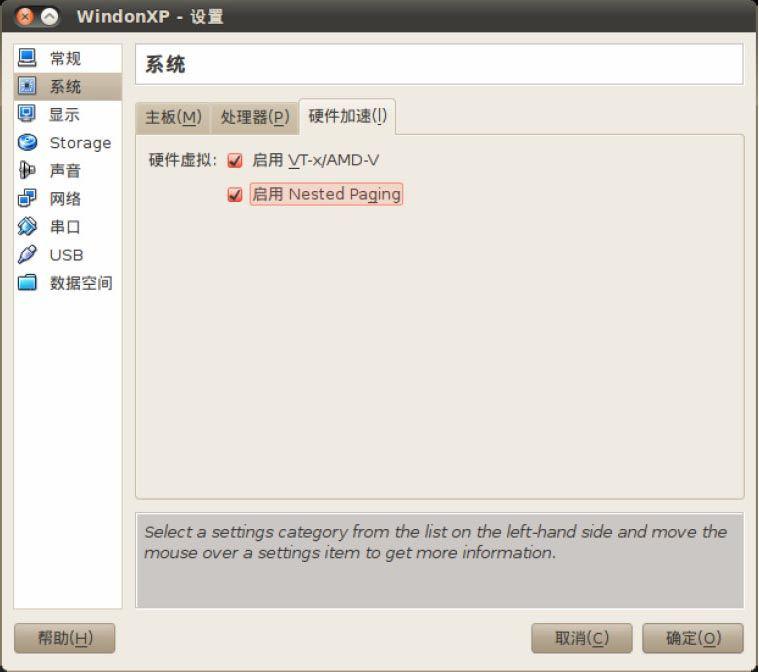 WindonXP - 设置
常规
系统
显示
Storage
声音
网络
串口
USB
数据空间
系统
主板(M) 处理器(P) 硬件加速(l)
硬件虚拟: 启用 VT-x/AMD-V
启用 Nested Paging
Select a settings category from the list on the left-hand side and move the
mouse over a settings item to get more information.
帮助(H) 取消(C) 确定(O)